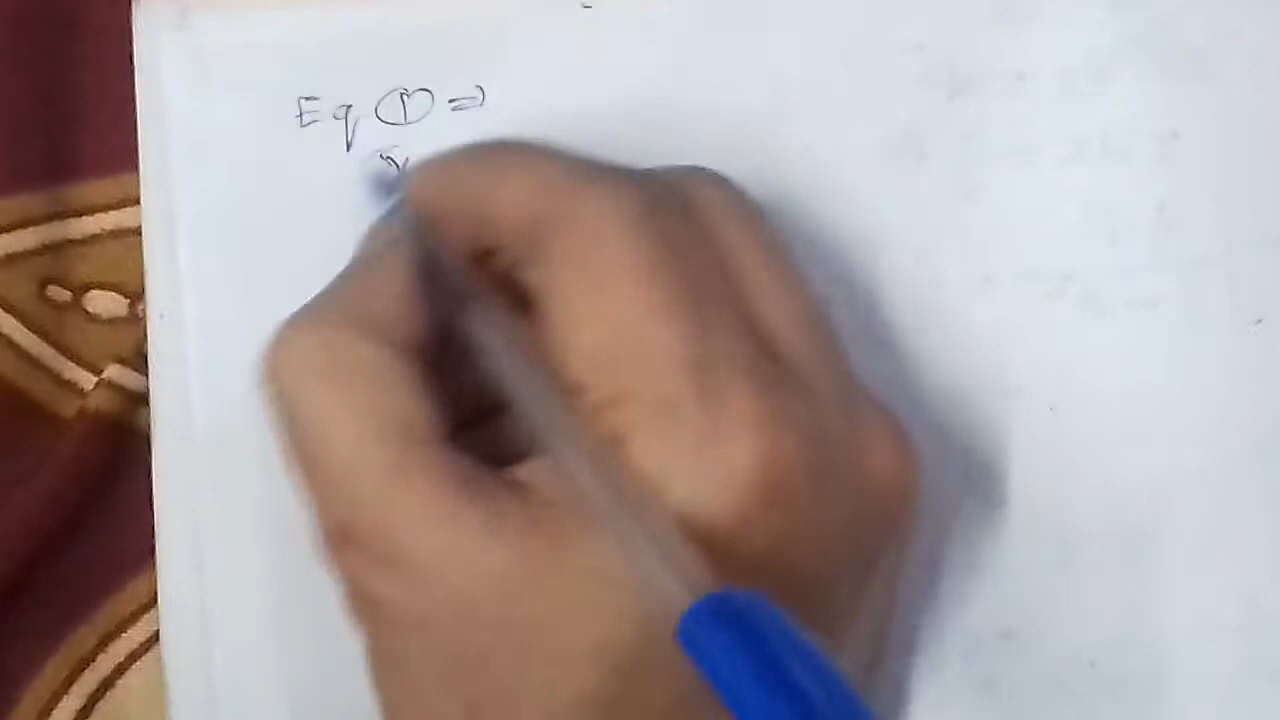 Eq ① ⇒